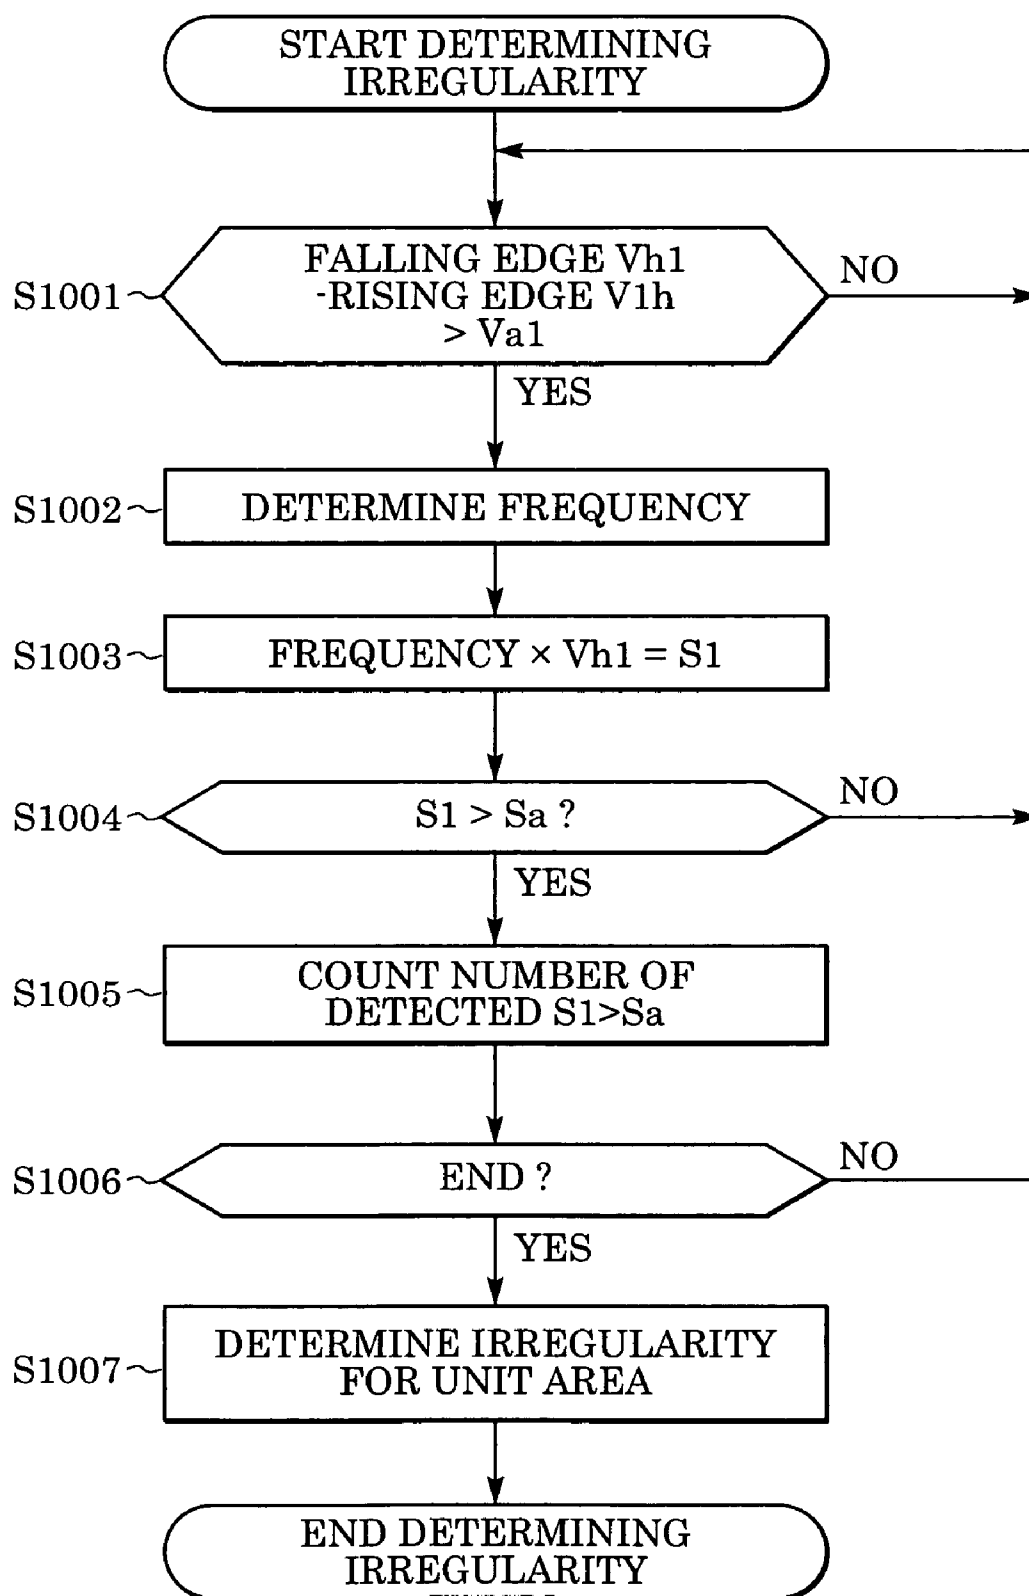 START DETERMINING
IRREGULARITY
FALLING EDGE Vh1
-RISING EDGE V1h
> Va1
NO
S1001
YES
S1002
DETERMINE FREQUENCY
S1003
FREQUENCY × Vh1 = S1
NO
S1004
S1 > Sa ?
YES
S1005
COUNT NUMBER OF
DETECTED S1>Sa
NO
S1006
END ?
YES
S1007
DETERMINE IRREGULARITY
FOR UNIT AREA
END DETERMINING
IRREGULARITY